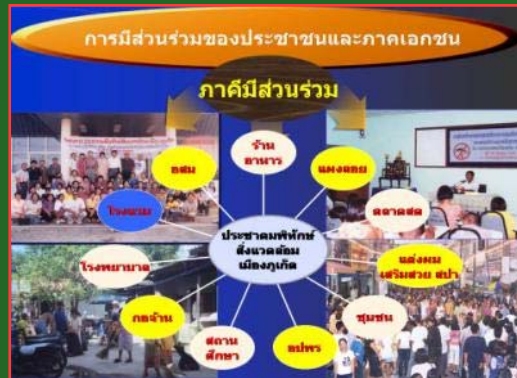 การมีส่วนร่วมของประชาชนและภาคเอกชน
ภาคีมีส่วนร่วม
ร้าน
อาหาร
อสม
แผงลอย
โรงแรม
ตลาดสด
ประชาคมพิทักษ์
สิ่งแวดล้อม
เมืองภูเก็ต
โรงพยาบาล
แต่งผม
เสริมสวย สปา
กอจ๊าน
ชุมชน
สถาน
ศึกษา
อปพร